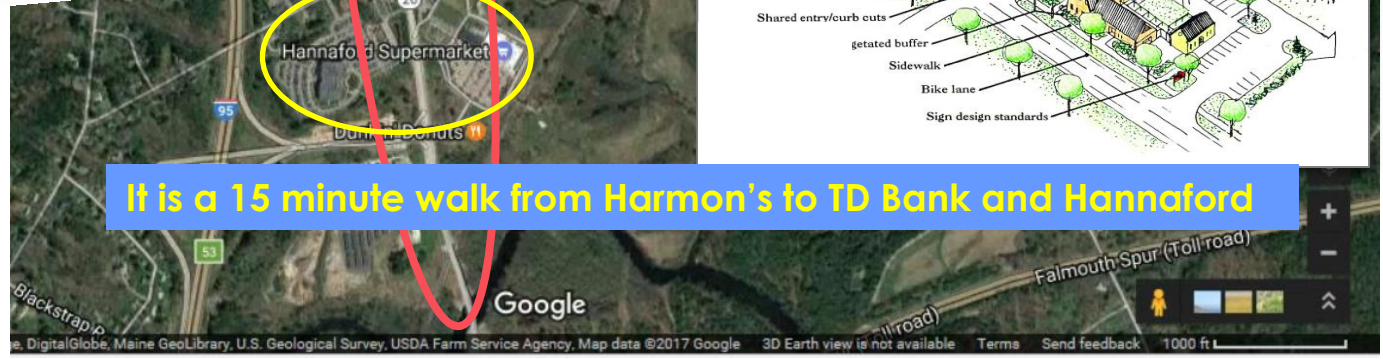 26
Shared entry/curb cuts
getated buffer
Hannaford Supermarket
Sidewalk
Bike lane
95
Sign design standards
Dunkin' Donuts
It is a 15 minute walk from Harmon's to TD Bank and Hannaford
53
Falmouth Spur (Toll road)
Blackstrap
Google
ll road)
e, DigitalGlobe, Maine GeoLibrary, U.S. Geological Survey, USDA Farm Service Agency, Map data ©2017 Google 3D Earth view is not available Terms Send feedback 1000 ft